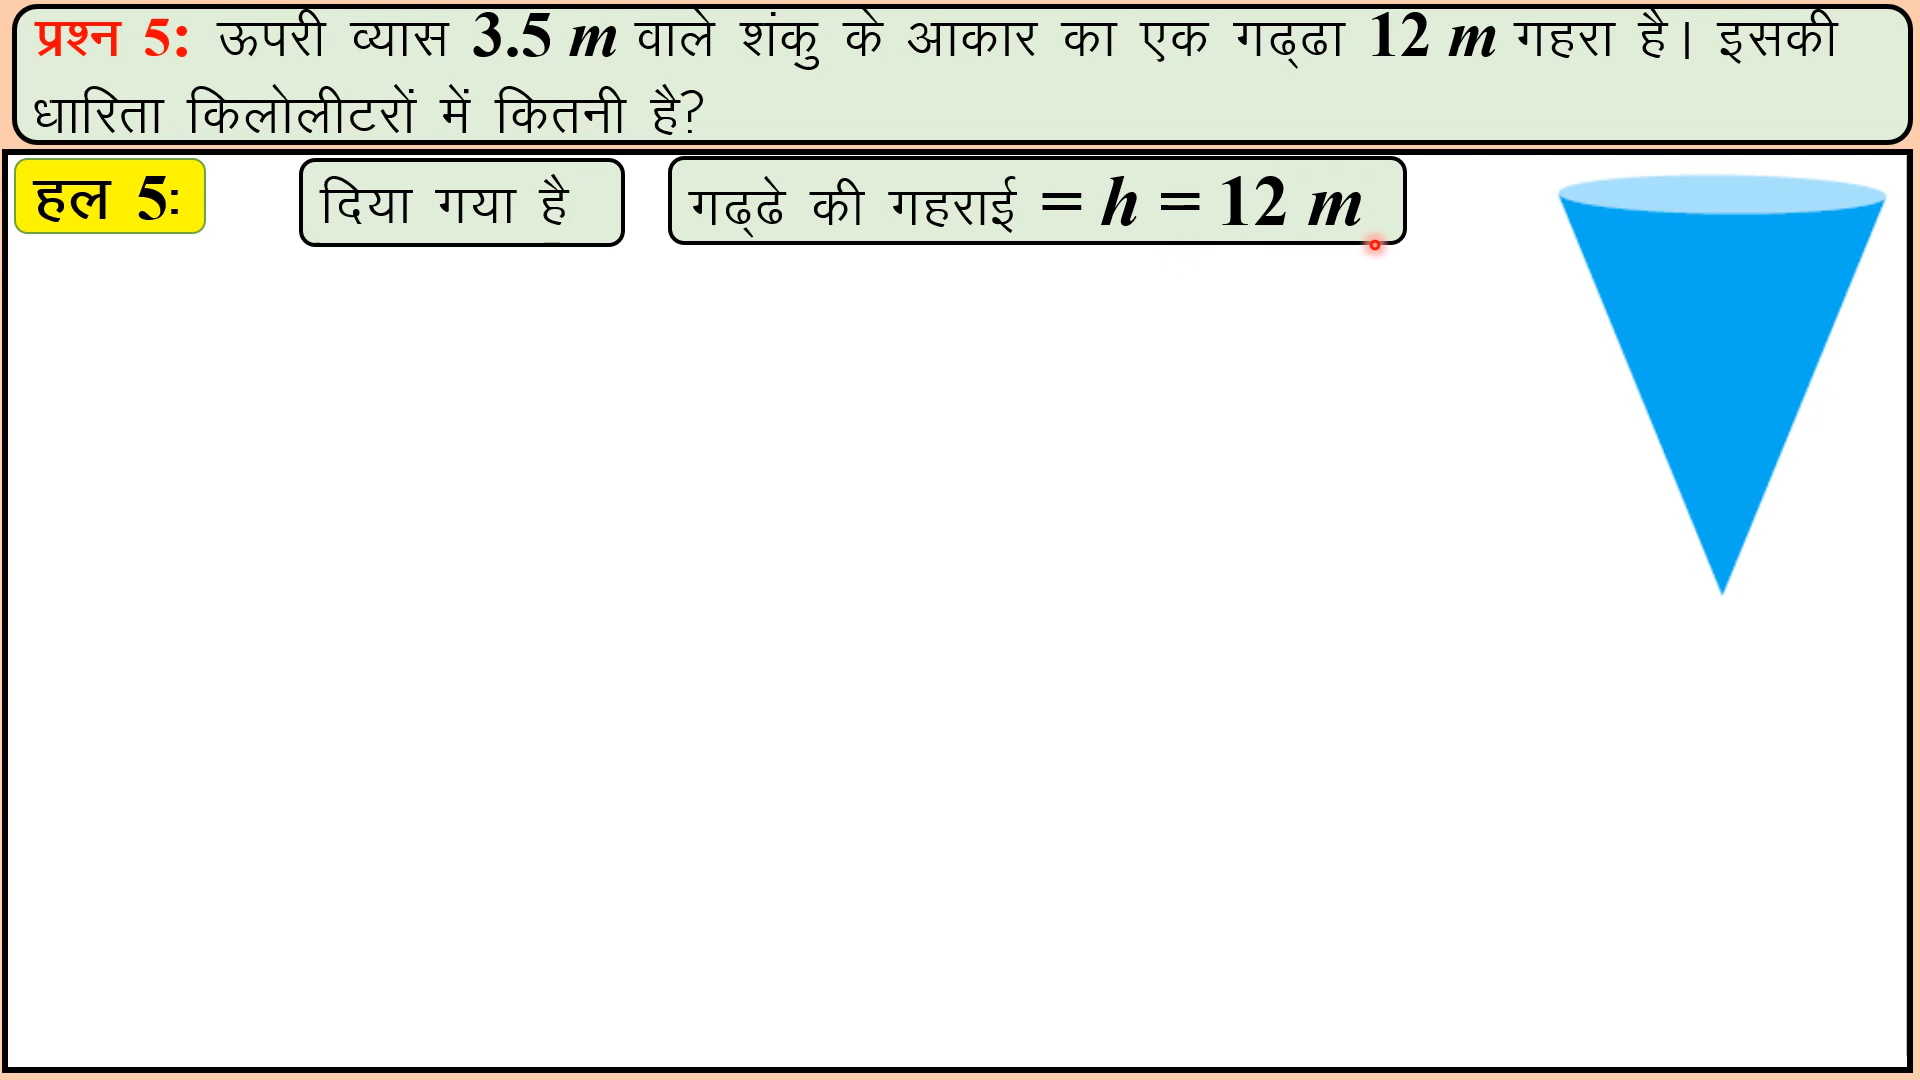 प्रश्न 5: ऊपरी व्यास 3.5 m वाले शंकु के आकार का एक गढ्ढा 12 m गहरा है। इसकी
धारिता किलोलीटरों में कितनी है?
हल 5: दिया गया है गढ्ढे की गहराई = h = 12 m